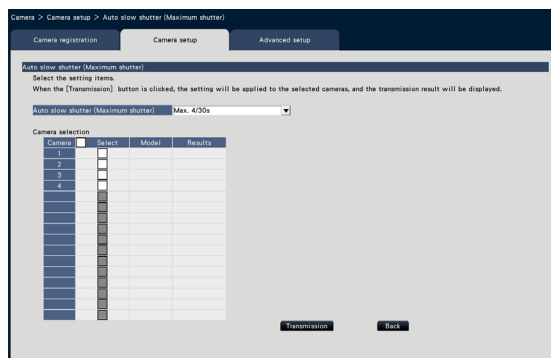 Camera > Camera setup > Auto slow shutter (Maximum shutter)
Camera registration Camera setup Advanced setup
Auto slow shutter (Maximum shutter)
Select the setting items.
When the [Transmission] button is clicked, the setting will be applied to the selected cameras, and the transmission result will be displayed.
Auto slow shutter (Maximum shutter) Max. 4/30s
Camera selection
Camera Select Model Results
1
2
3
4
Transmission Back